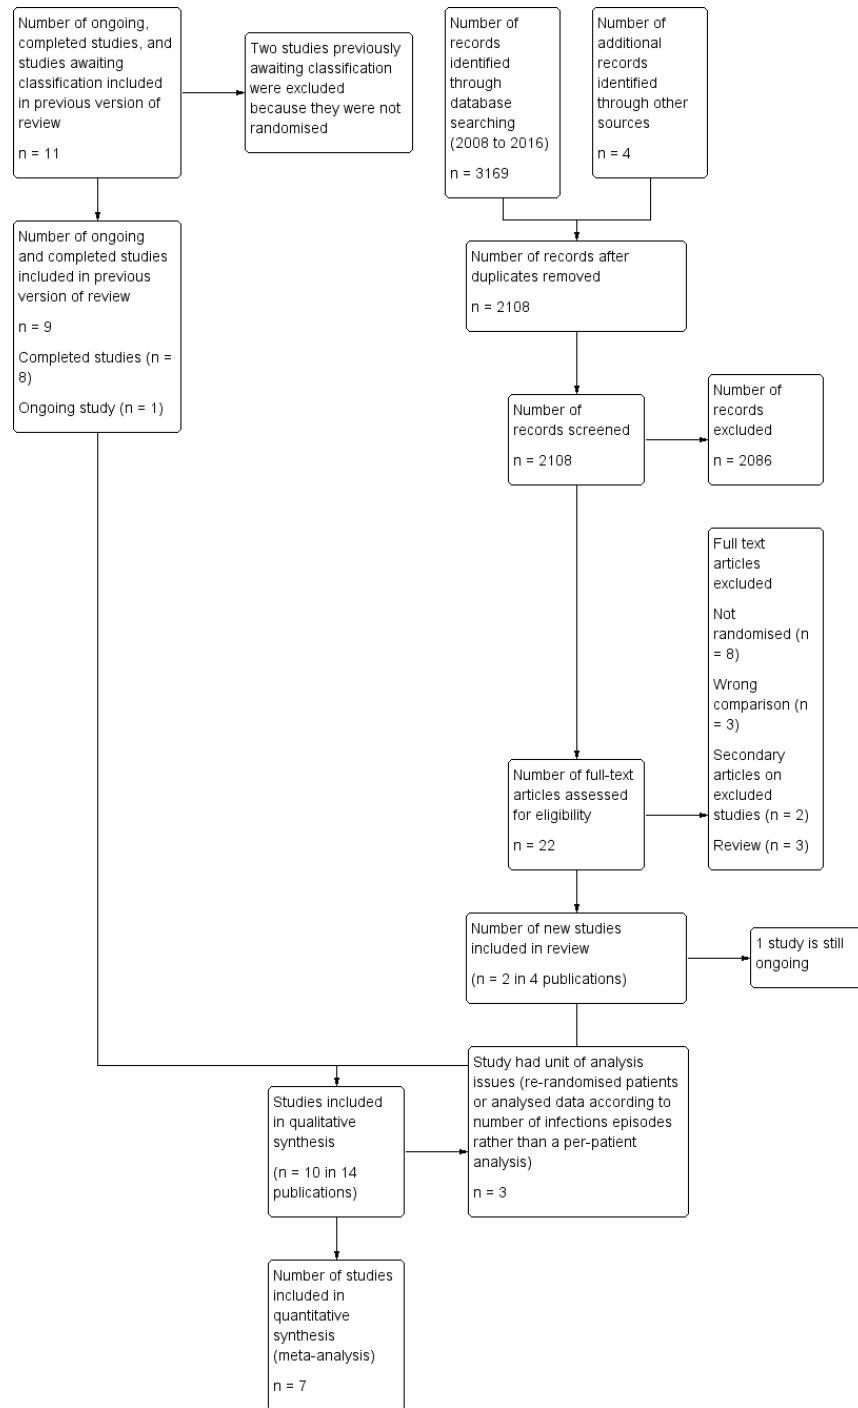 Number of ongoing,
completed studies, and
studies awaiting
classification included
in previous version of
review
n = 11
Two studies previously
awaiting classification
were excluded
because they were not
randomised
Number of
records
identified
through
database
searching
(2008 to 2016)
n = 3169
Number of
additional
records
identified
through other
sources
n = 4
Number of ongoing
and completed studies
included in previous
version of review
n = 9
Completed studies (n =
8)
Ongoing study (n = 1)
Number of records after
duplicates removed
n = 2108
Number of
records screened
n = 2108
Number of
records
excluded
n = 2086
Full text
articles
excluded
Not
randomised (n
= 8)
Wrong
comparison (n
= 3)
Secondary
articles on
excluded
studies (n = 2)
Review (n = 3)
Number of full-text
articles assessed
for eligibility
n = 22
Number of new studies
included in review
(n = 2 in 4 publications)
1 study is still
ongoing
Study had unit of analysis
issues (re-randomised patients
or analysed data according to
number of infections episodes
rather than a per-patient
analysis)
n = 3
Studies included
in qualitative
synthesis
(n = 10 in 14
publications)
Number of studies
included in
quantitative
synthesis
(meta-analysis)
n = 7